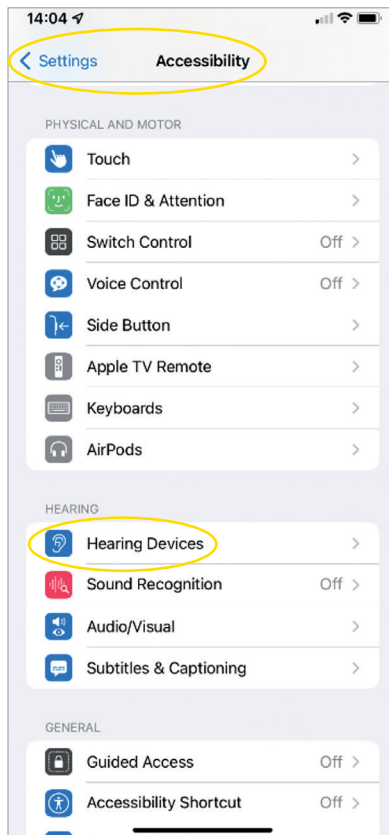 14:04
Settings Accessibility
PHYSICAL AND MOTOR
Touch
Face ID & Attention
Switch Control Off
Voice Control Off
Side Button
Apple TV Remote
Keyboards
AirPods
HEARING
Hearing Devices
Sound Recognition Off
Audio/Visual
Subtitles & Captioning
GENERAL
Guided Access Off
Accessibility Shortcut Off